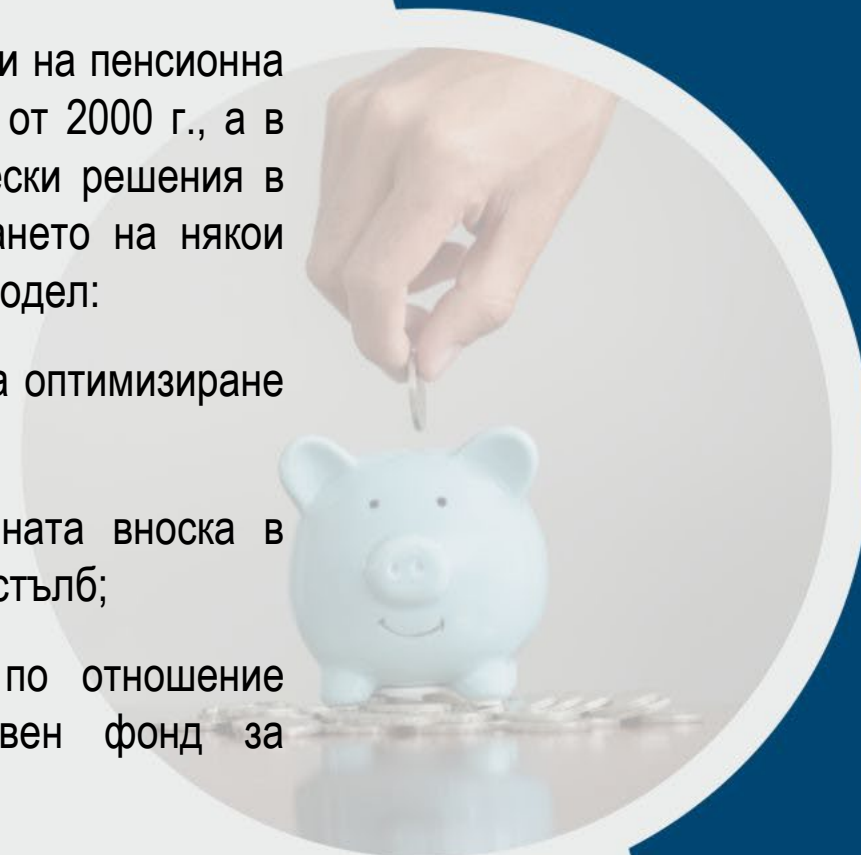 и на пенсионна
от 2000 г., а в
ески решения в
ането на някои
одел:
а оптимизиране
ната вноска в
стълб;
по отношение
вен фонд за